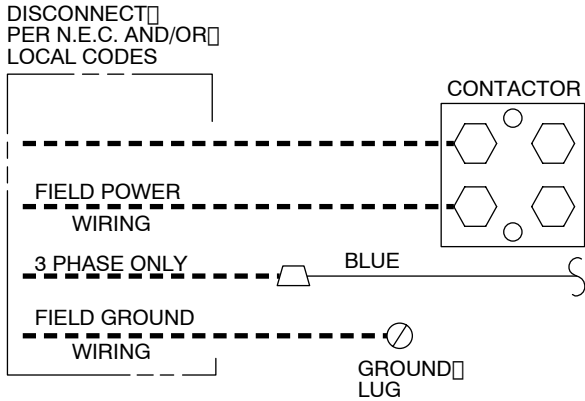 DISCONNECT
PER N.E.C. AND/OR
LOCAL CODES
CONTACTOR
FIELD POWER
WIRING
3 PHASE ONLY
BLUE
FIELD GROUND
WIRING
GROUND
LUG